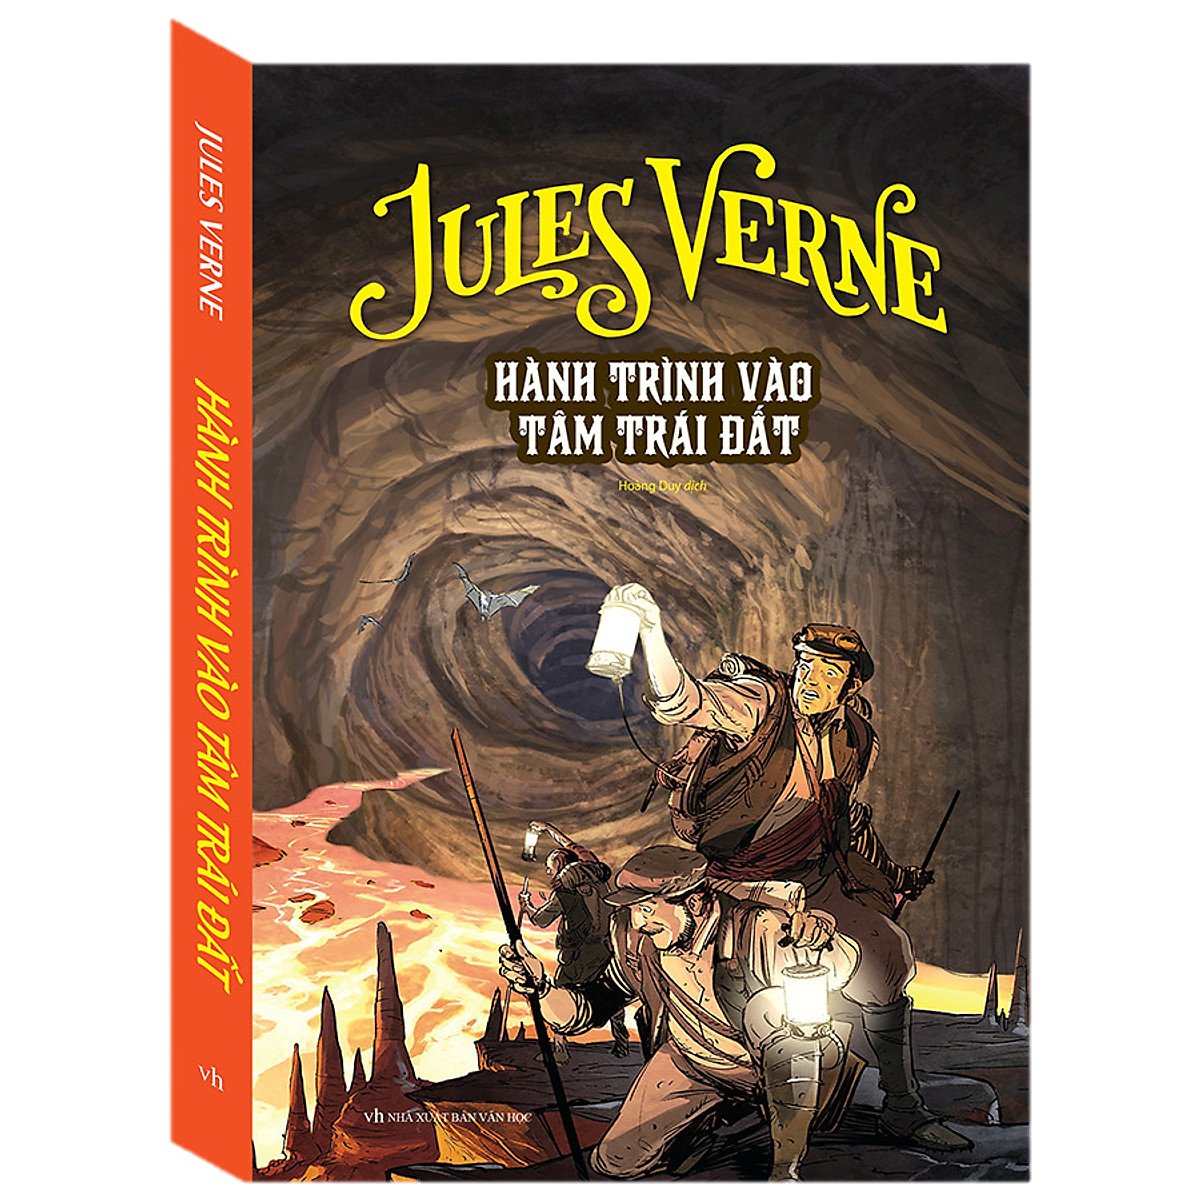 JULES VERNE
HÀNH TRÌNH VÀO TÂM TRÁI ĐẤT
vh
JULES VERNE
HÀNH TRÌNH VÀO
TÂM TRÁI ĐẤT
Hoàng Duy dịch
vh NHÀ XUẤT BẢN VĂN HỌC